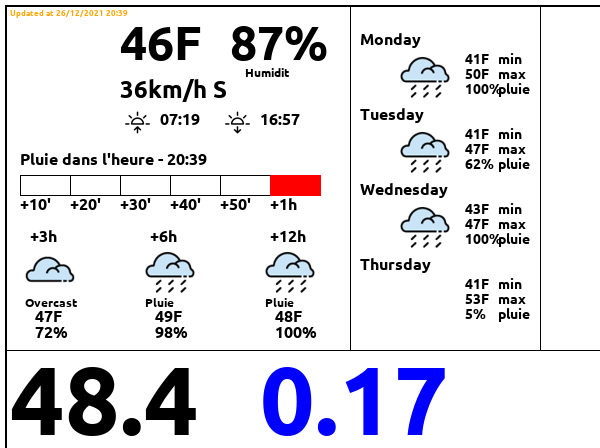 Updated at 26/12/2021 20:39
46F 87%
Humidit
36km/h S
07:19 16:57
Pluie dans l'heure - 20:39
+10' +20' +30' +40' +50' +1h
+3h +6h +12h
Overcast Pluie Pluie
47F 49F 48F
72% 98% 100%
Monday
41F min
50F max
100%pluie
Tuesday
41F min
47F max
62% pluie
Wednesday
43F min
47F max
100%pluie
Thursday
41F min
53F max
5% pluie
48.4 0.17